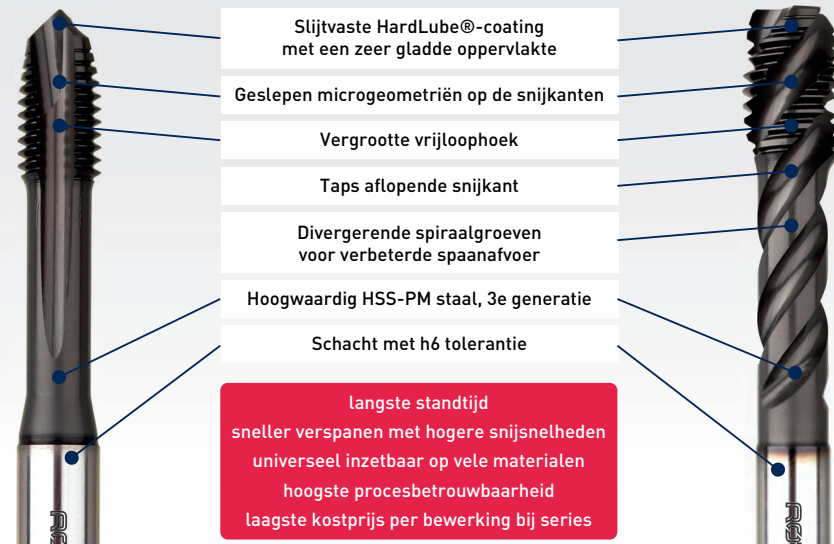 Slijtvaste HardLube®-coating
met een zeer gladde oppervlakte
Geslepen microgeometriën op de snijkanten
Vergrootte vrijloophoek
Taps aflopende snijkant
Divergerende spiraalgroeven
voor verbeterde spaanafvoer
Hoogwaardig HSS-PM staal, 3e generatie
Schacht met h6 tolerantie
langste standtijd
sneller verspanen met hogere snijsnelheden
universeel inzetbaar op vele materialen
hoogste procesbetrouwbaarheid
laagste kostprijs per bewerking bij series